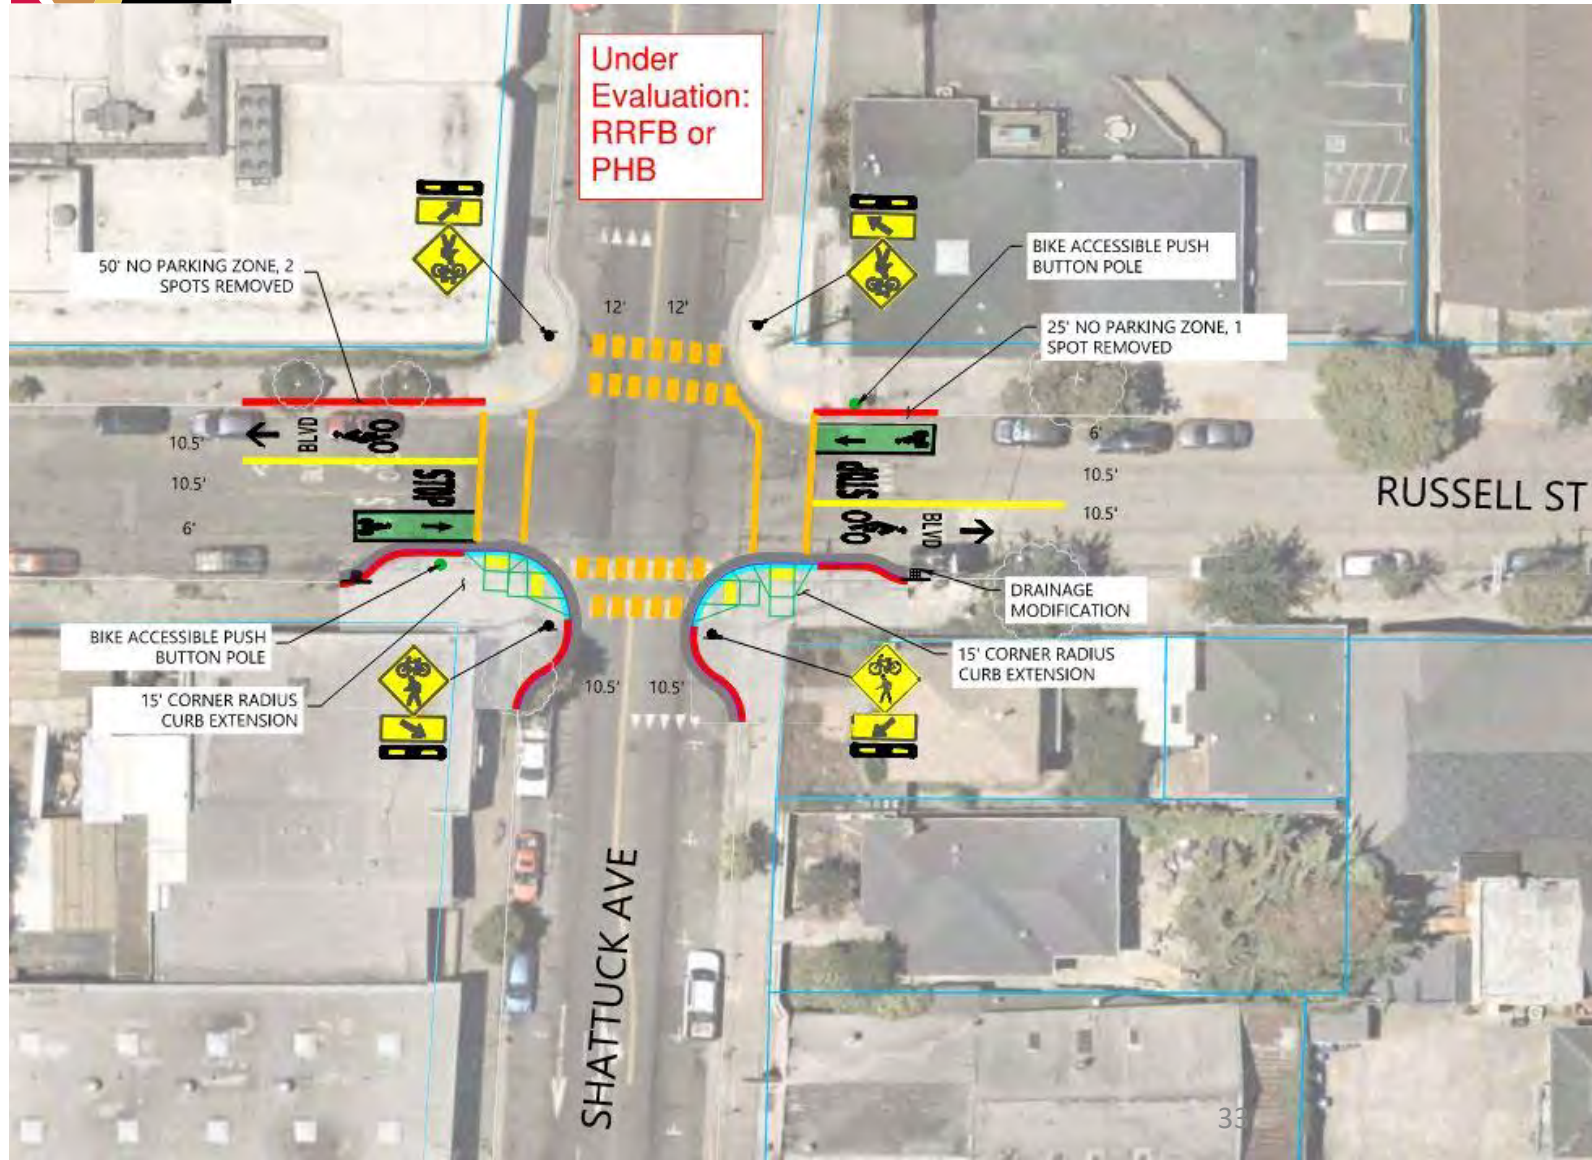 Under
Evaluation:
RRFB or
PHB
50' NO PARKING ZONE, 2
SPOTS REMOVED
BIKE ACCESSIBLE PUSH
BUTTON POLE
25' NO PARKING ZONE, 1
SPOT REMOVED
12'
12'
10.5'
BLVD
10.5'
STOP
6'
STOP
BLVD
6'
10.5'
10.5'
RUSSELL ST
DRAINAGE
MODIFICATION
BIKE ACCESSIBLE PUSH
BUTTON POLE
15' CORNER RADIUS
CURB EXTENSION
15' CORNER RADIUS
CURB EXTENSION
10.5'
10.5'
SHATTUCK AVE
33